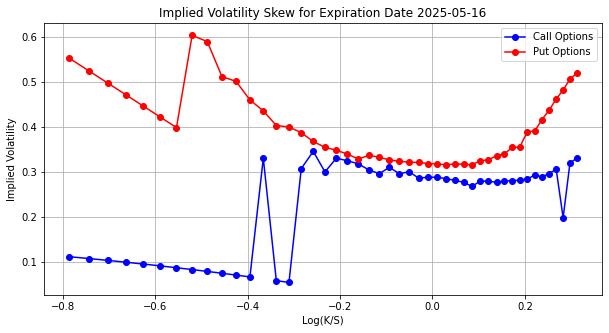 Implied Volatility Skew for Expiration Date 2025-05-16
Call Options
Put Options
0.6
0.5
0.4
0.3
0.2
0.1
Implied Volatility
−0.8
−0.6
−0.4
−0.2
0.0
0.2
Log(K/S)